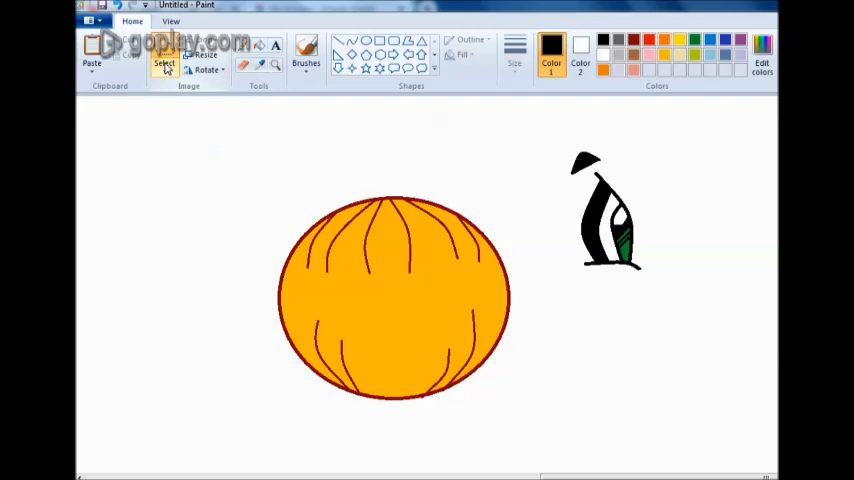 Untitled - Paint
Home View
goplay.com
Paste
Select
Resize
Rotate
Brushes
Outline
Fill
Size
Color 1
Color 2
Edit colors
Clipboard
Image
Tools
Shapes
Colors